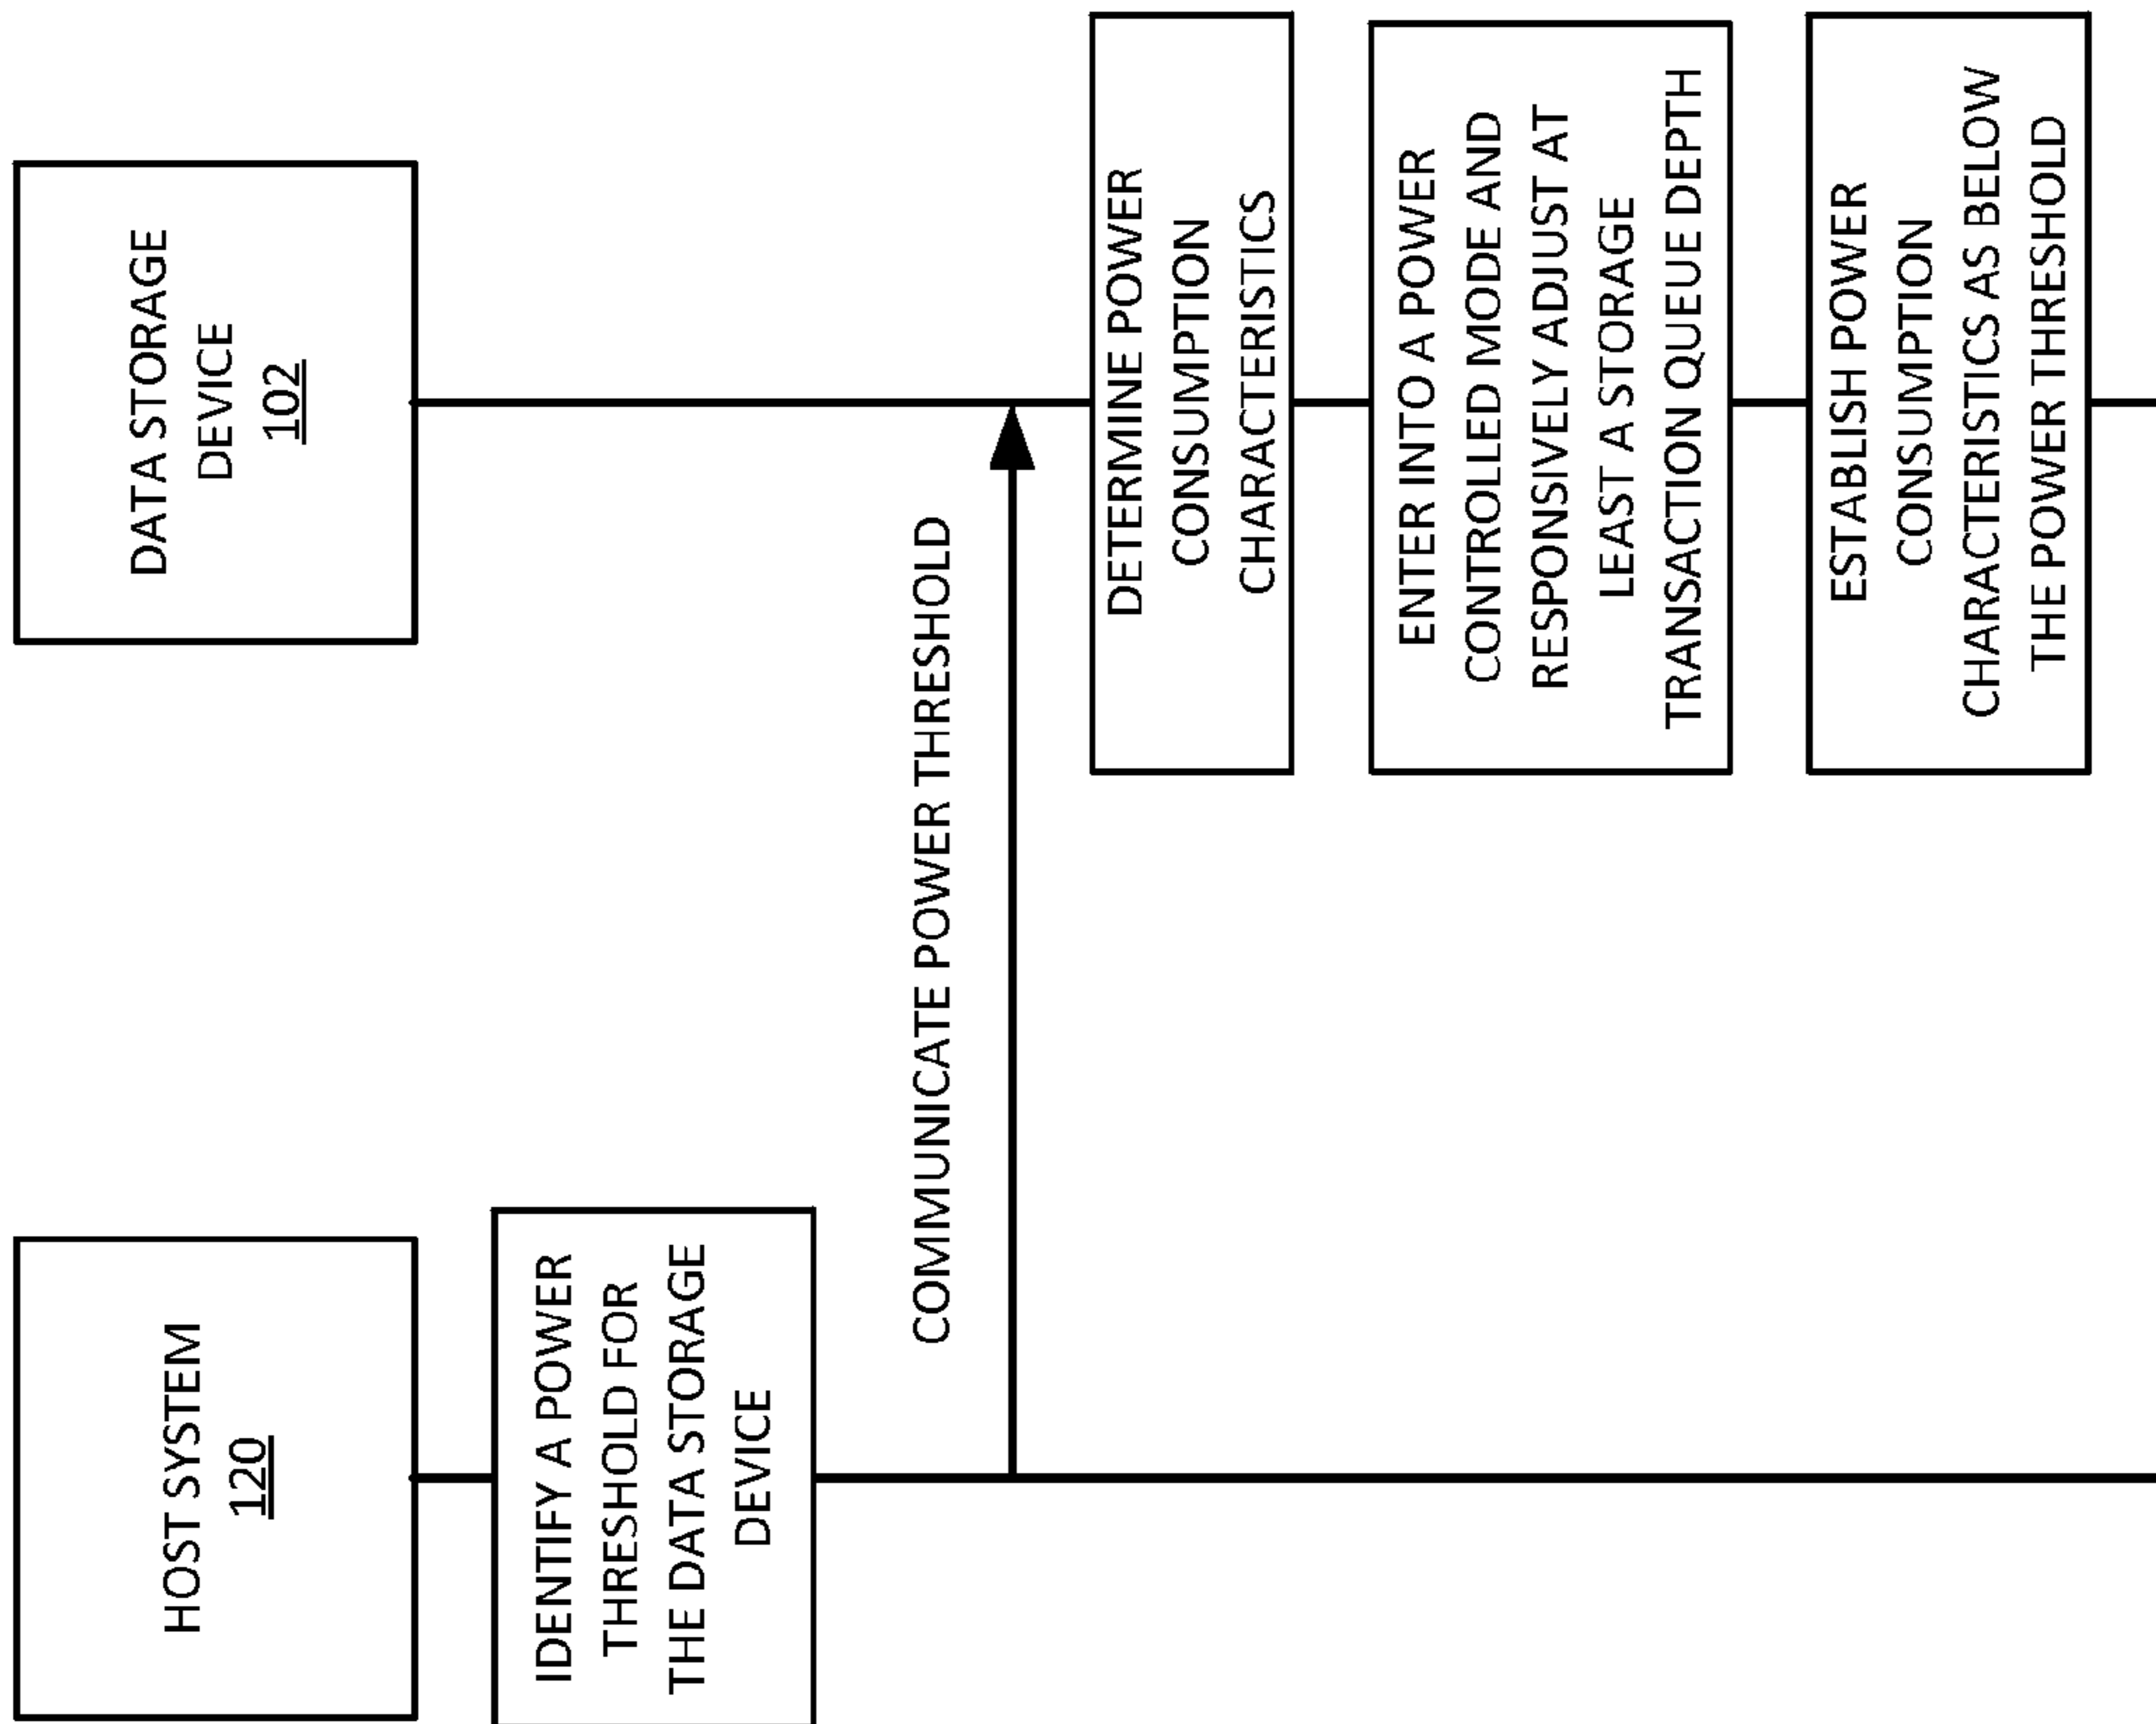 HOST SYSTEM
120
DATA STORAGE
DEVICE
102
IDENTIFY A POWER
THRESHOLD FOR
THE DATA STORAGE
DEVICE
COMMUNICATE POWER THRESHOLD
DETERMINE POWER
CONSUMPTION
CHARACTERISTICS
ENTER INTO A POWER
CONTROLLED MODE AND
RESPONSIVELY ADJUST AT
LEAST A STORAGE
TRANSACTION QUEUE DEPTH
ESTABLISH POWER
CONSUMPTION
CHARACTERISTICS AS BELOW
THE POWER THRESHOLD